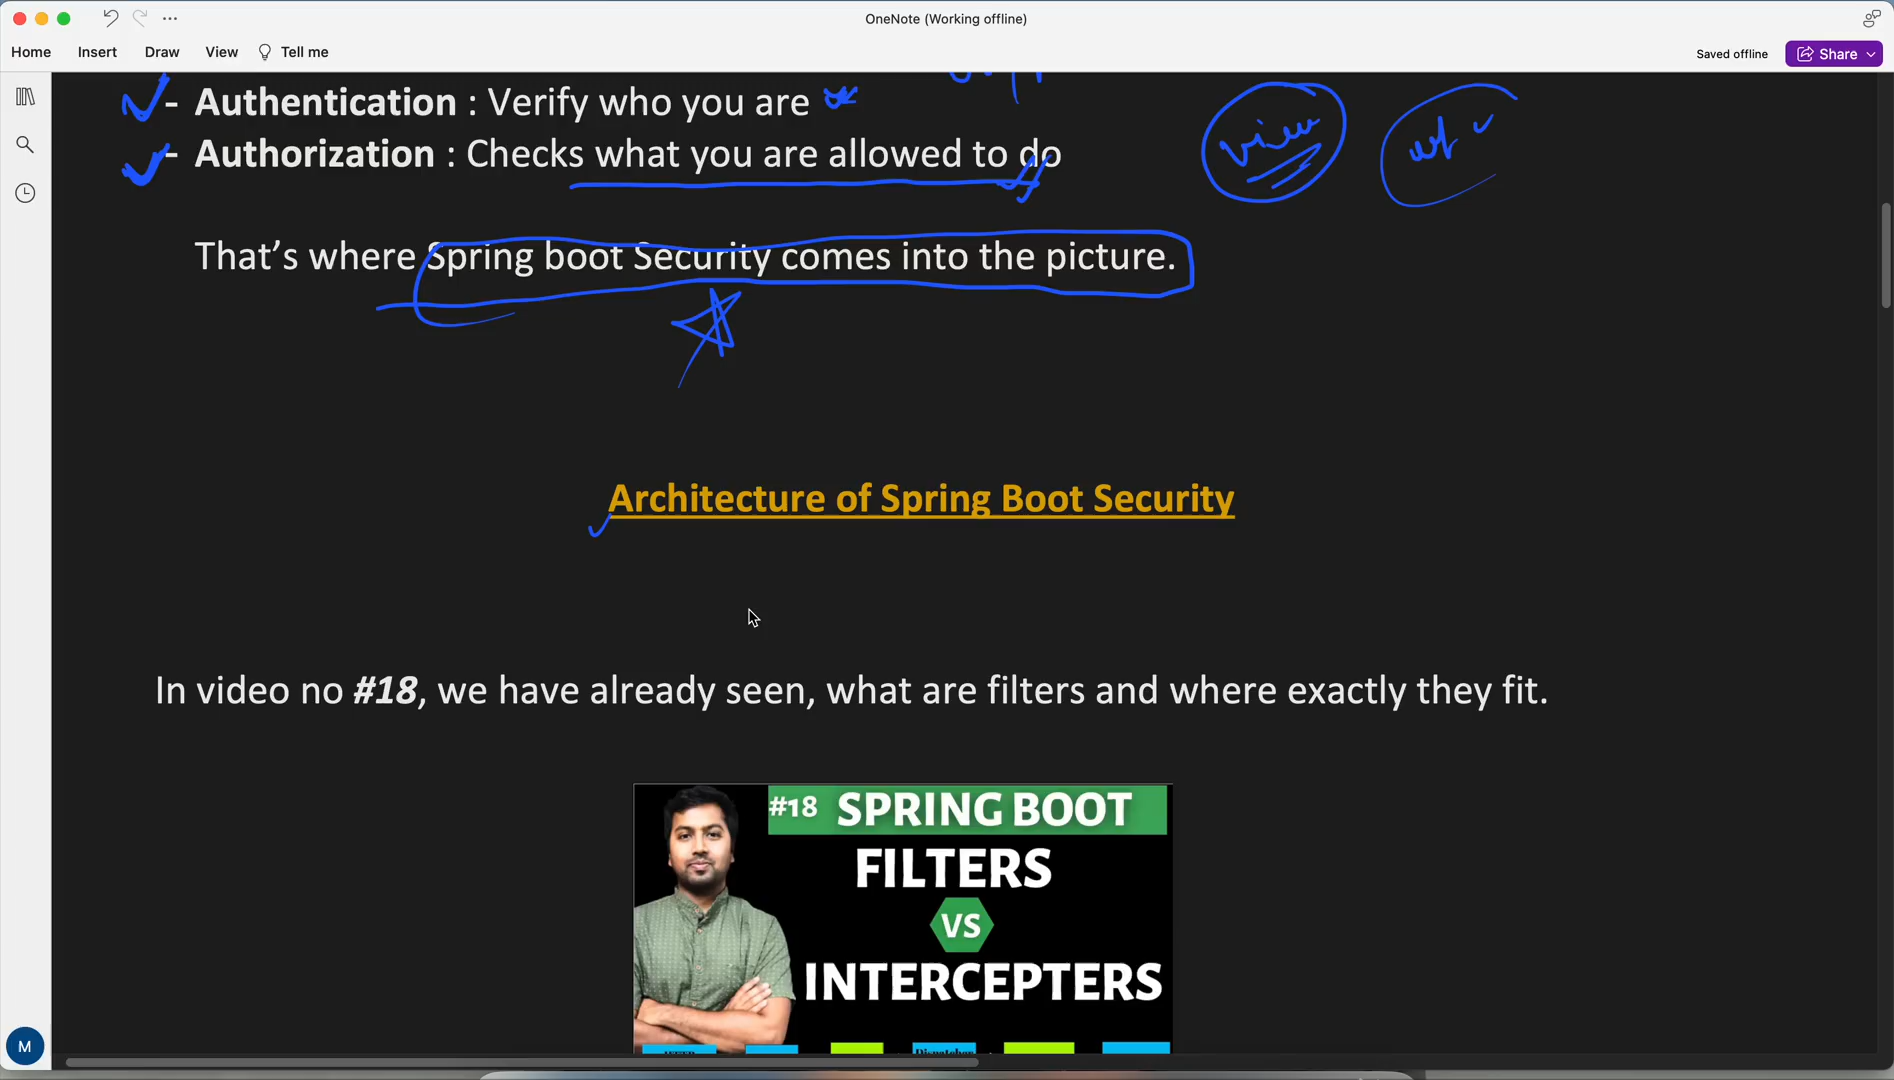 OneNote (Working offline)
Home Insert Draw View Tell me
Saved offline Share
- Authentication : Verify who you are
- Authorization : Checks what you are allowed to do
view
That's where Spring boot Security comes into the picture.
Architecture of Spring Boot Security
In video no #18, we have already seen, what are filters and where exactly they fit.
#18 SPRING BOOT
FILTERS
VS
INTERCEPTERS
M